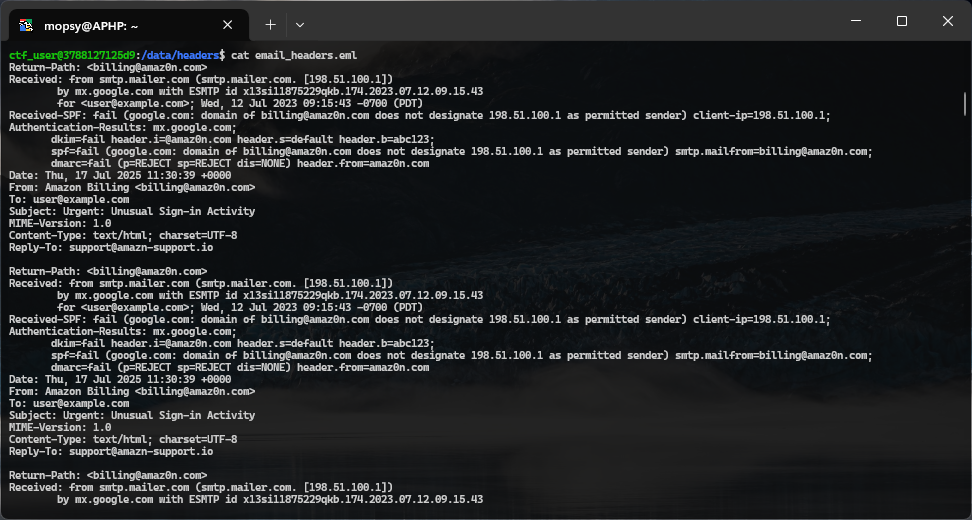 mopsy@APHP: ~
ctf_user@3788127125d9:/data/headers$ cat email_headers.eml
Return-Path: <billing@amaz0n.com>
Received: from smtp.mailer.com (smtp.mailer.com. [198.51.100.1])
        by mx.google.com with ESMTP id x13si11875229qkb.174.2023.07.12.09.15.43
        for <user@example.com>; Wed, 12 Jul 2023 09:15:43 -0700 (PDT)
Received-SPF: fail (google.com: domain of billing@amaz0n.com does not designate 198.51.100.1 as permitted sender) client-ip=198.51.100.1;
Authentication-Results: mx.google.com;
       dkim=fail header.i=@amaz0n.com header.s=default header.b=abc123;
       spf=fail (google.com: domain of billing@amaz0n.com does not designate 198.51.100.1 as permitted sender) smtp.mailfrom=billing@amaz0n.com;
       dmarc=fail (p=REJECT sp=REJECT dis=NONE) header.from=amaz0n.com
Date: Thu, 17 Jul 2025 11:30:39 +0000
From: Amazon Billing <billing@amaz0n.com>
To: user@example.com
Subject: Urgent: Unusual Sign-in Activity
MIME-Version: 1.0
Content-Type: text/html; charset=UTF-8
Reply-To: support@amazn-support.io

Return-Path: <billing@amaz0n.com>
Received: from smtp.mailer.com (smtp.mailer.com. [198.51.100.1])
        by mx.google.com with ESMTP id x13si11875229qkb.174.2023.07.12.09.15.43
        for <user@example.com>; Wed, 12 Jul 2023 09:15:43 -0700 (PDT)
Received-SPF: fail (google.com: domain of billing@amaz0n.com does not designate 198.51.100.1 as permitted sender) client-ip=198.51.100.1;
Authentication-Results: mx.google.com;
       dkim=fail header.i=@amaz0n.com header.s=default header.b=abc123;
       spf=fail (google.com: domain of billing@amaz0n.com does not designate 198.51.100.1 as permitted sender) smtp.mailfrom=billing@amaz0n.com;
       dmarc=fail (p=REJECT sp=REJECT dis=NONE) header.from=amaz0n.com
Date: Thu, 17 Jul 2025 11:30:39 +0000
From: Amazon Billing <billing@amaz0n.com>
To: user@example.com
Subject: Urgent: Unusual Sign-in Activity
MIME-Version: 1.0
Content-Type: text/html; charset=UTF-8
Reply-To: support@amazn-support.io

Return-Path: <billing@amaz0n.com>
Received: from smtp.mailer.com (smtp.mailer.com. [198.51.100.1])
        by mx.google.com with ESMTP id x13si11875229qkb.174.2023.07.12.09.15.43